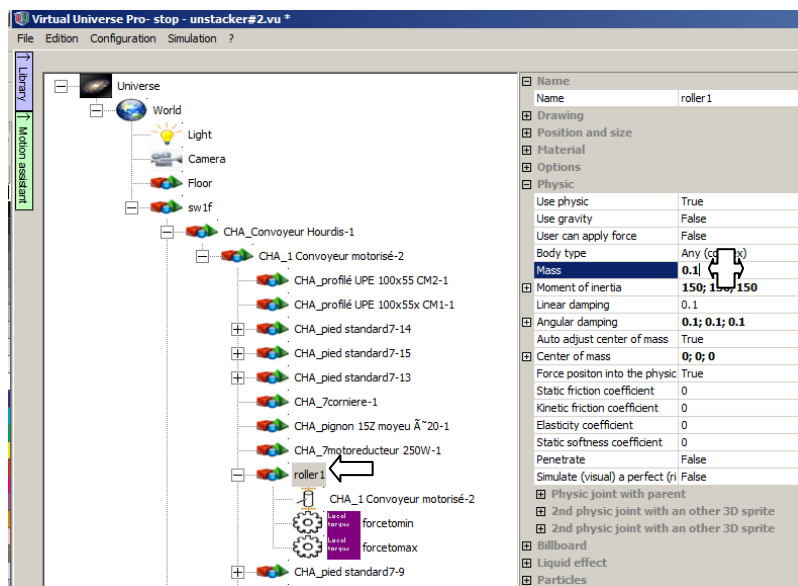 Virtual Universe Pro- stop - unstacker#2.vu *
File Edition Configuration Simulation ?
Library
Motion assistant
Universe
World
Light
Camera
Floor
sw1f
CHA_Convoyeur Hourdis-1
CHA_1 Convoyeur motorisé-2
CHA_profilé UPE 100x55 CM2-1
CHA_profilé UPE 100x55x CM1-1
CHA_pied standard7-14
CHA_pied standard7-15
CHA_pied standard7-13
CHA_7corniere-1
CHA_pignon 15Z moyeu Ã˜20-1
CHA_7motoreducteur 250W-1
roller1
CHA_1 Convoyeur motorisé-2
Local torque forcetomin
Local torque forcetomax
CHA_pied standard7-9
Name
Name roller1
Drawing
Position and size
Material
Options
Physic
Use physic True
Use gravity False
User can apply force False
Body type Any
Mass 0.1
Moment of inertia 150; 150; 150
Linear damping 0.1
Angular damping 0.1; 0.1; 0.1
Auto adjust center of mass True
Center of mass 0; 0; 0
Force positon into the physic True
Static friction coefficient 0
Kinetic friction coefficient 0
Elasticity coefficient 0
Static softness coefficient 0
Penetrate False
Simulate (visual) a perfect (ri False
Physic joint with parent
2nd physic joint with an other 3D sprite
2nd physic joint with an other 3D sprite
Billboard
Liquid effect
Particles